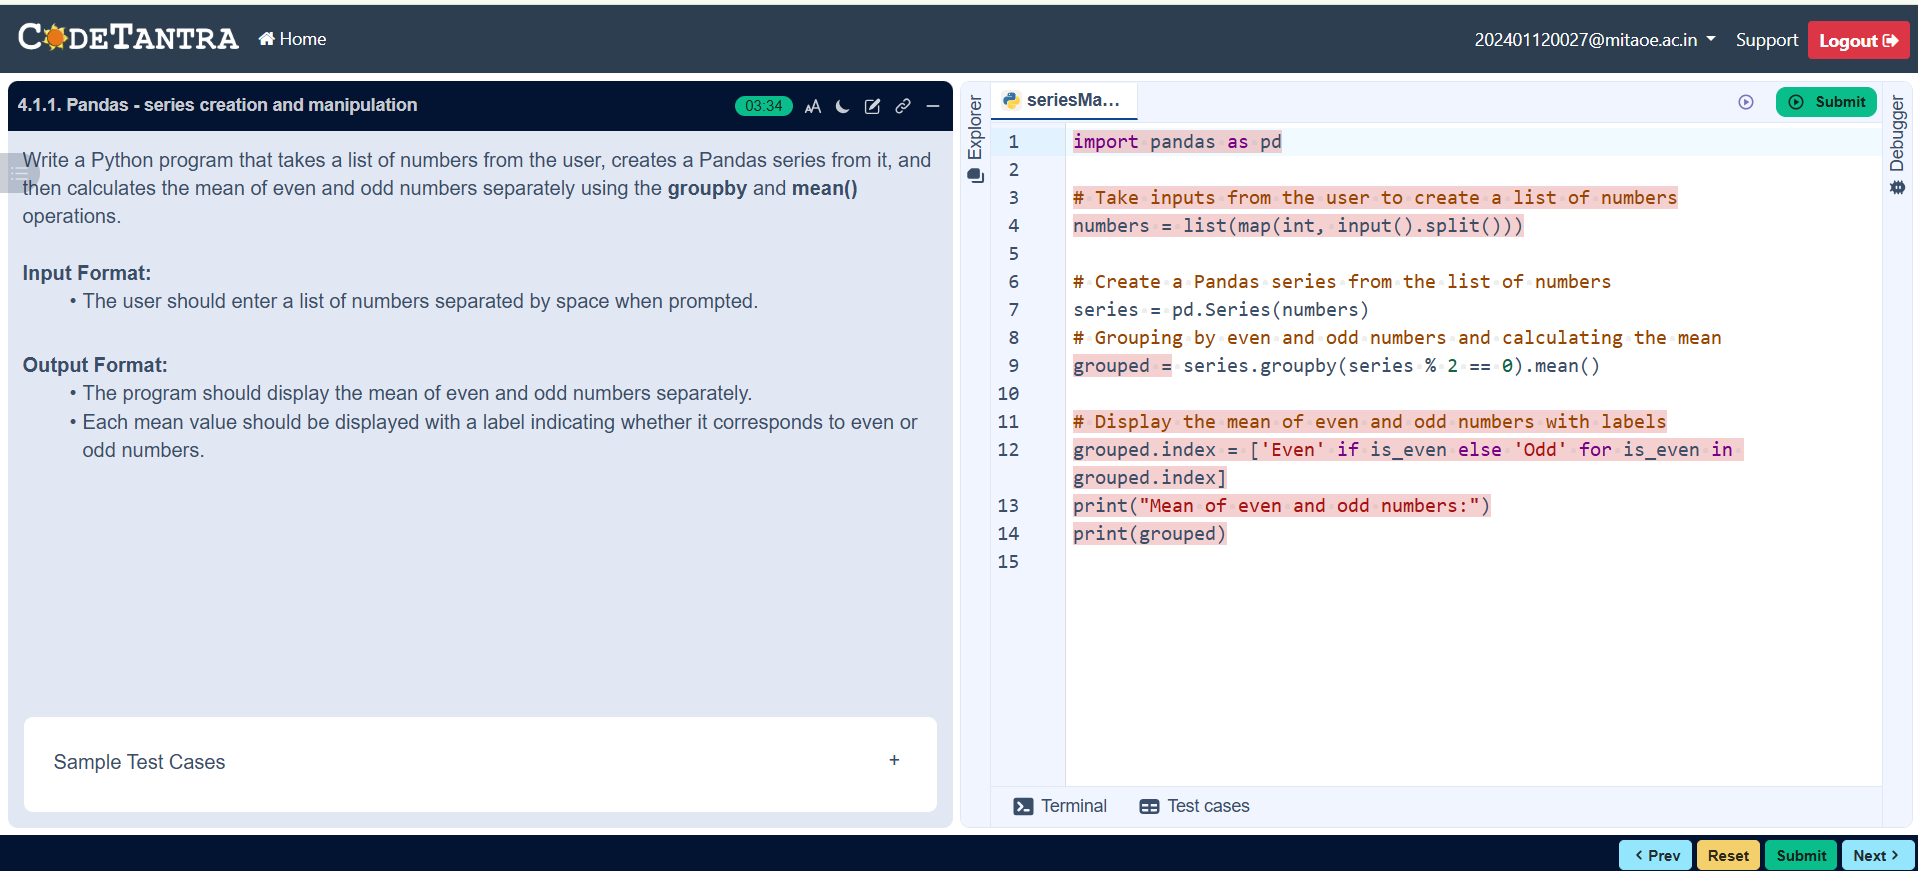 CODETANTRA Home 202401120027@mitaoe.ac.in Support Logout
4.1.1. Pandas - series creation and manipulation 03:34 AA
Write a Python program that takes a list of numbers from the user, creates a Pandas series from it, and
then calculates the mean of even and odd numbers separately using the groupby and mean()
operations.
Input Format:
• The user should enter a list of numbers separated by space when prompted.
Output Format:
• The program should display the mean of even and odd numbers separately.
• Each mean value should be displayed with a label indicating whether it corresponds to even or
odd numbers.
Sample Test Cases +
Explorer
seriesMa...
Submit
Debugger
1 import pandas as pd
2
3 # Take inputs from the user to create a list of numbers
4 numbers = list(map(int, input().split()))
5
6 # Create a Pandas series from the list of numbers
7 series = pd.Series(numbers)
8 # Grouping by even and odd numbers and calculating the mean
9 grouped = series.groupby(series % 2 == 0).mean()
10
11 # Display the mean of even and odd numbers with labels
12 grouped.index = ['Even' if is_even else 'Odd' for is_even in
grouped.index]
13 print("Mean of even and odd numbers:")
14 print(grouped)
15
Terminal Test cases
< Prev Reset Submit Next >